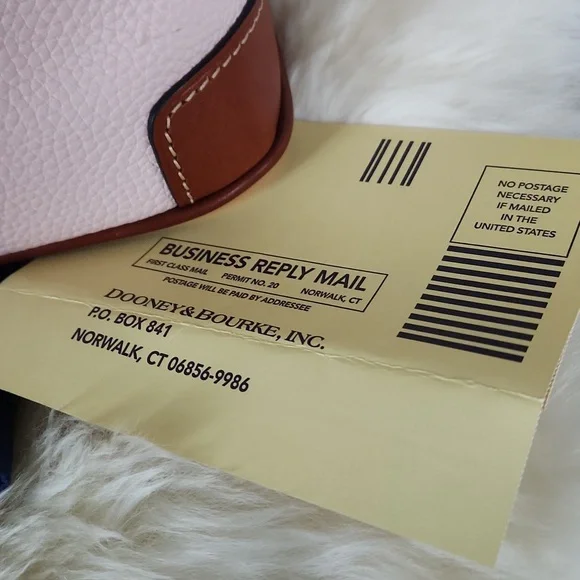 NO POSTAGE
NECESSARY
IF MAILED
IN THE
UNITED STATES
BUSINESS REPLY MAIL
FIRST CLASS MAIL PERMIT NO. 20 NORWALK, CT
POSTAGE WILL BE PAID BY ADDRESSEE
DOONEY & BOURKE, INC.
P.O. BOX 841
NORWALK, CT 06856-9986